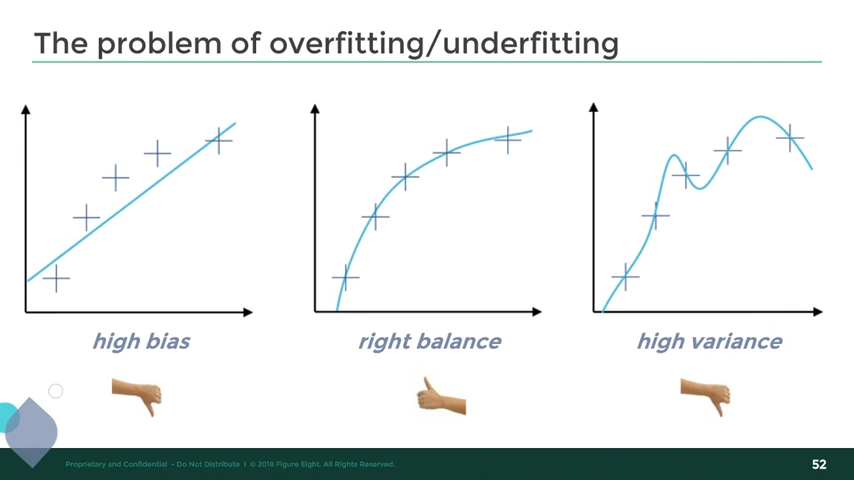 The problem of overfitting/underfitting
high bias
right balance
high variance
Proprietary and Confidential - Do Not Distribute I © 2018 Figure Eight. All Rights Reserved.
52